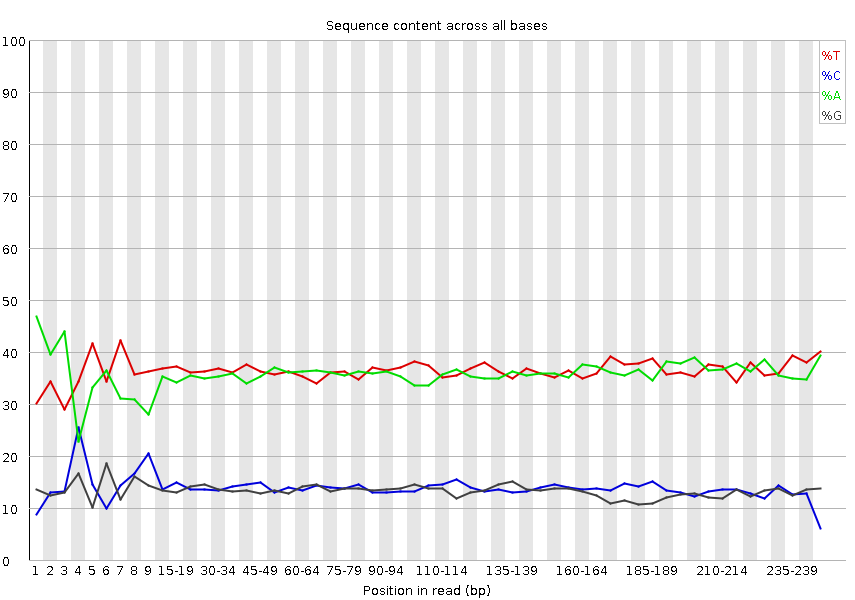 Sequence content across all bases
100
90
80
70
60
50
40
30
20
10
0
%T
%C
%A
%G
1 2 3 4 5 6 7 8 9 15-19 30-34 45-49 60-64 75-79 90-94 110-114 135-139 160-164 185-189 210-214 235-239
Position in read (bp)